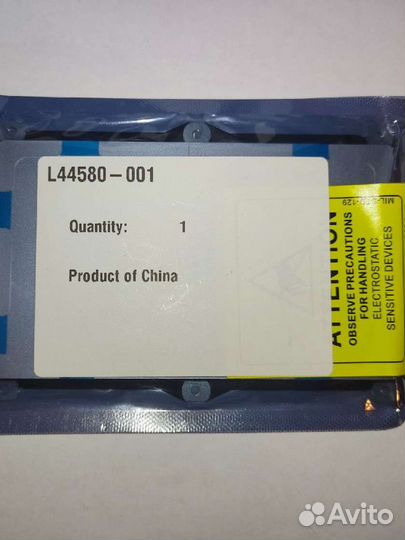 L44580-001
Quantity: 1
Product of China
ATTENTION
OBSERVE PRECAUTIONS
FOR HANDLING
ELECTROSTATIC
SENSITIVE DEVICES
Avito